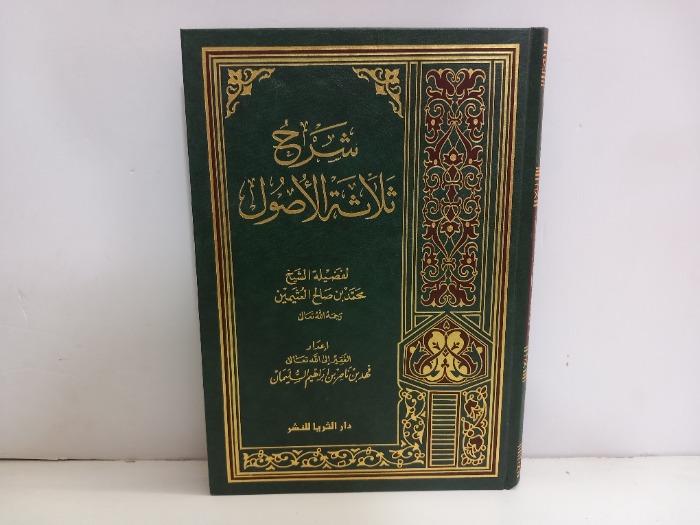 شرح
ثلاثة الأصول
لفضيلة الشيخ
محمد بن صالح العثيمين
رحمه الله تعالى
إعداد
الفقير إلى الله تعالى
فهد بن ناصر بن إبراهيم السليمان
دار الثريا للنشر